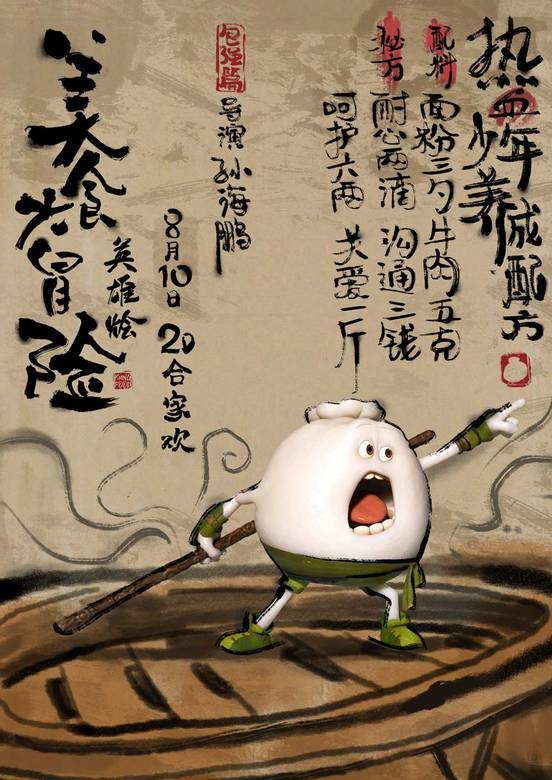 热血少年养成配方
配料 面粉三勺 牛肉五克
秘方 耐心两滴 沟通三钱
呵护六两 关爱一斤
包强篇
导演 孙海鹏
8月10日 2D合家欢
英雄绘
美食大冒险